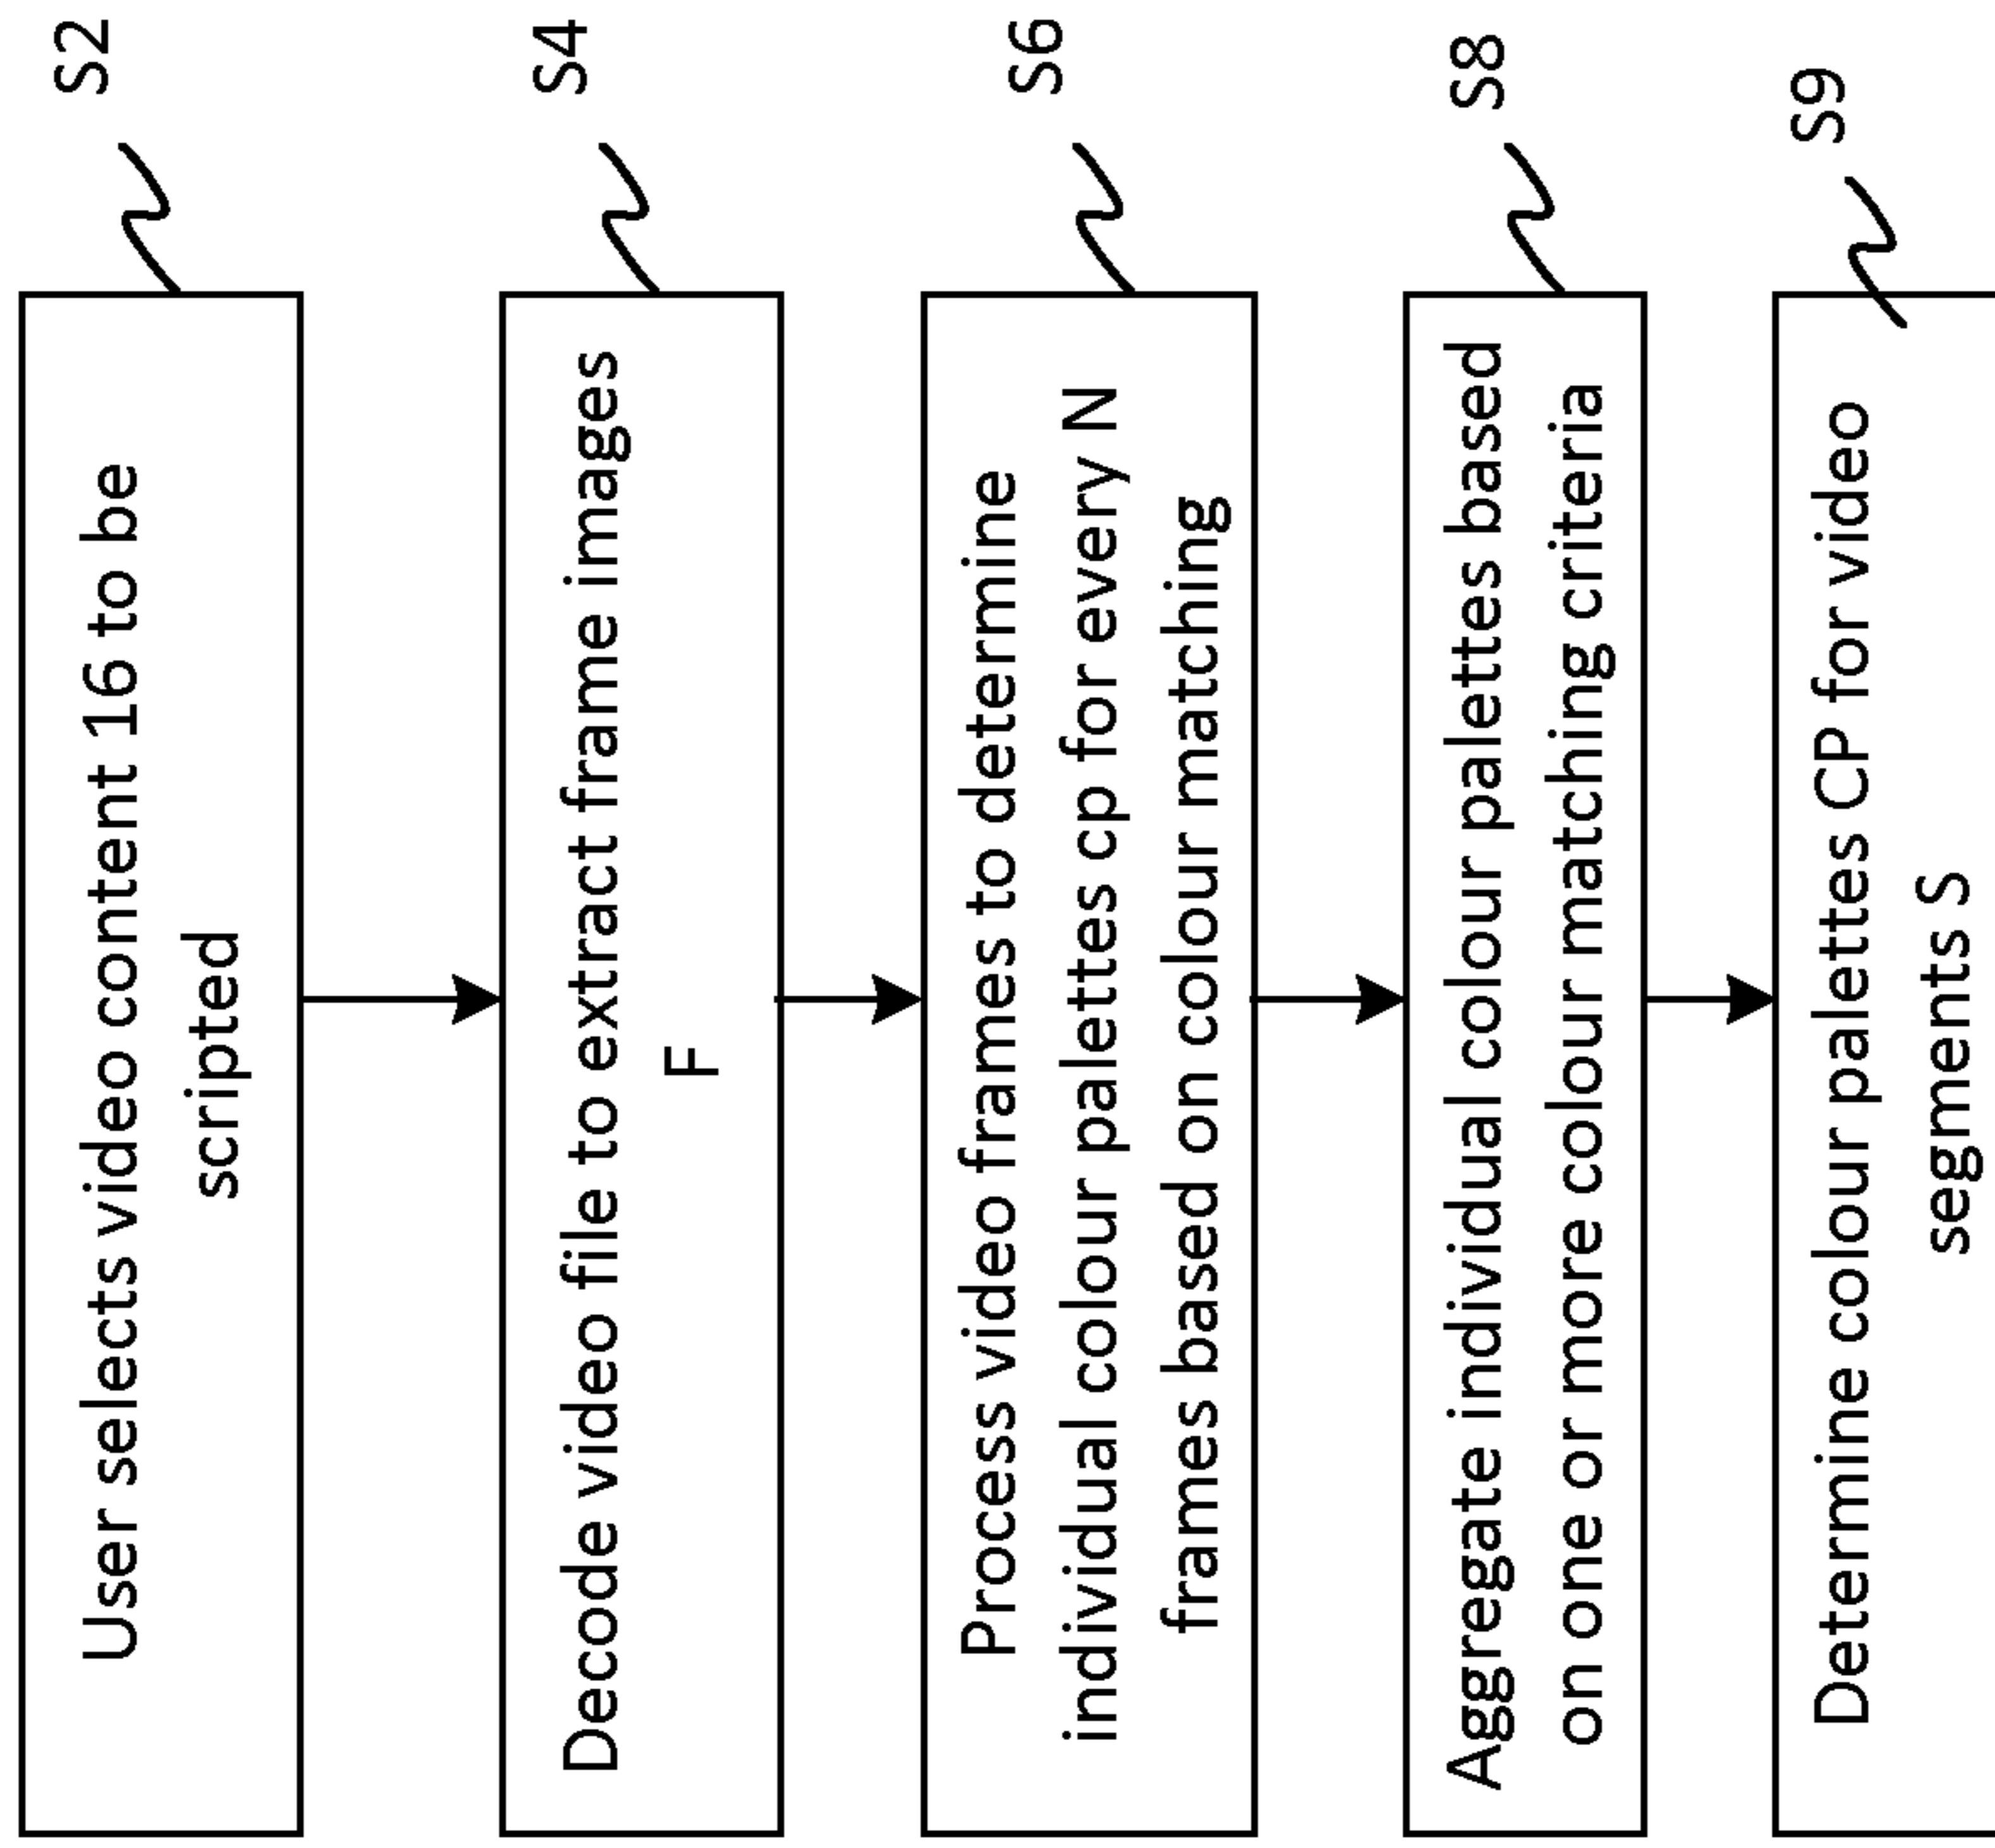 User selects video content 16 to be
scripted
S2
Decode video file to extract frame images
F
S4
Process video frames to determine
individual colour palettes cp for every N
frames based on colour matching
S6
Aggregate individual colour palettes based
on one or more colour matching criteria
S8
Determine colour palettes CP for video
segments S
S9